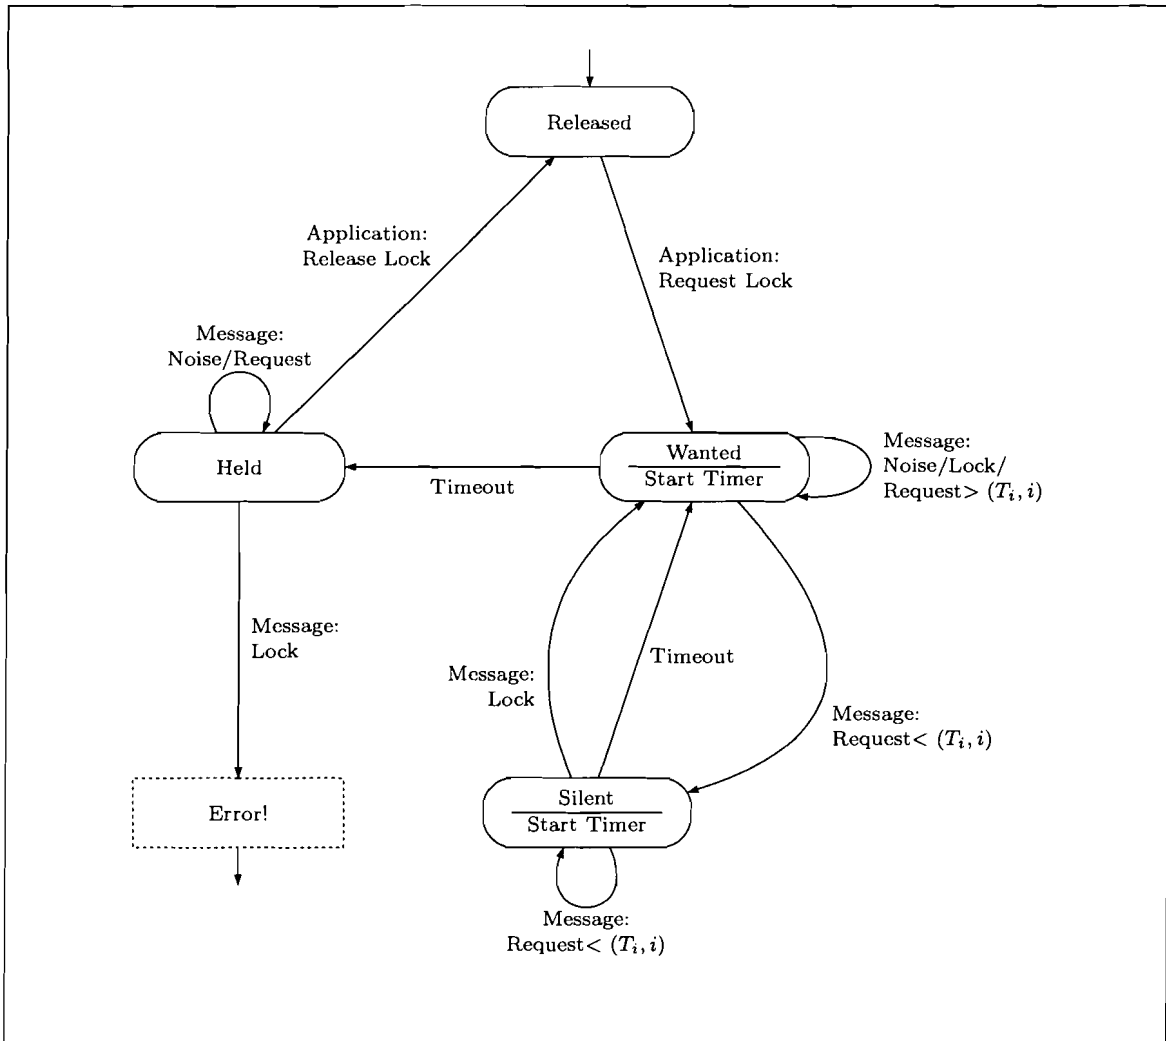 Released
Application:
Release Lock
Application:
Request Lock
Message:
Noise/Request
Held
Wanted
Start Timer
Message:
Noise/Lock/
Request> (T_i, i)
Timeout
Message:
Lock
Message:
Lock
Timeout
Message:
Request< (T_i, i)
Error!
Silent
Start Timer
Message:
Request< (T_i, i)